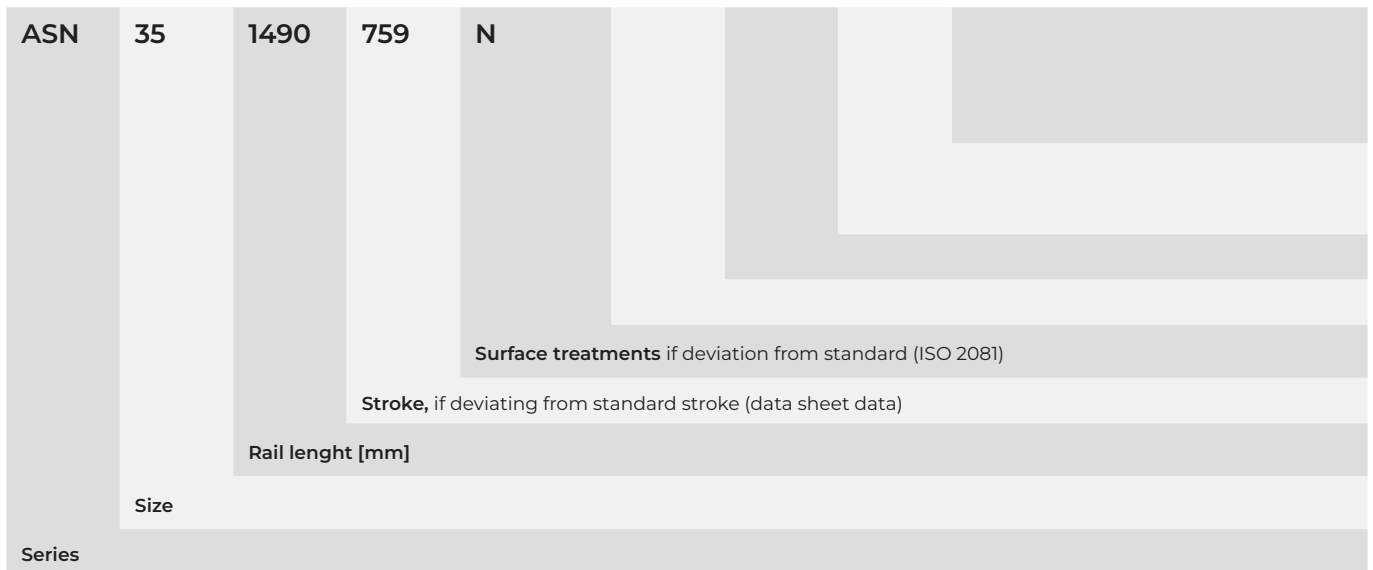 ASN 35 1490 759 N
Surface treatments if deviation from standard (ISO 2081)
Stroke, if deviating from standard stroke (data sheet data)
Rail lenght [mm]
Size
Series